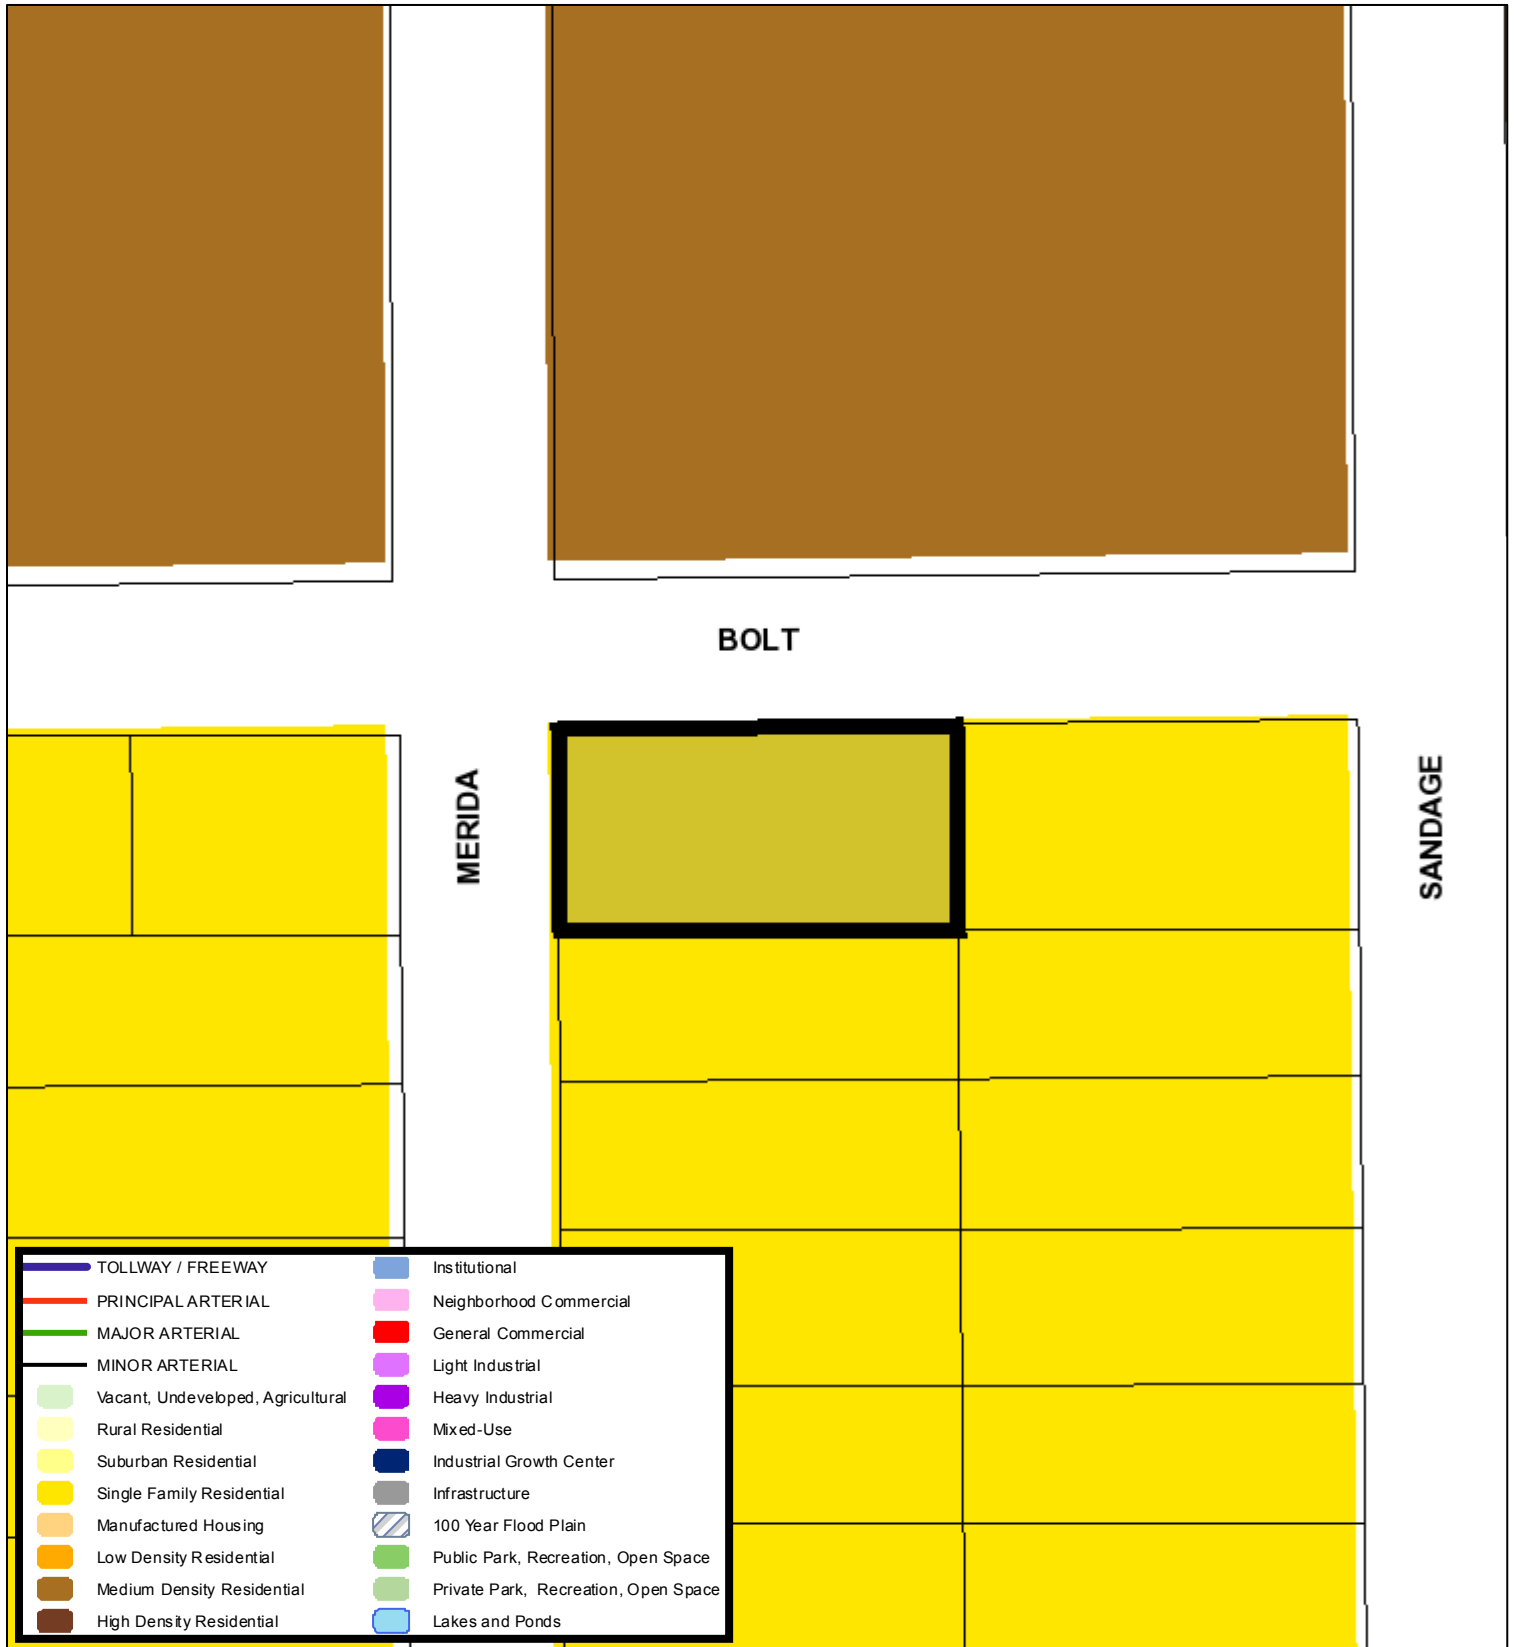 BOLT
MERIDA
SANDAGE
TOLLWAY / FREEWAY
PRINCIPAL ARTERIAL
MAJOR ARTERIAL
MINOR ARTERIAL
Vacant, Undeveloped, Agricultural
Rural Residential
Suburban Residential
Single Family Residential
Manufactured Housing
Low Density Residential
Medium Density Residential
High Density Residential
Institutional
Neighborhood Commercial
General Commercial
Light Industrial
Heavy Industrial
Mixed-Use
Industrial Growth Center
Infrastructure
100 Year Flood Plain
Public Park, Recreation, Open Space
Private Park, Recreation, Open Space
Lakes and Ponds